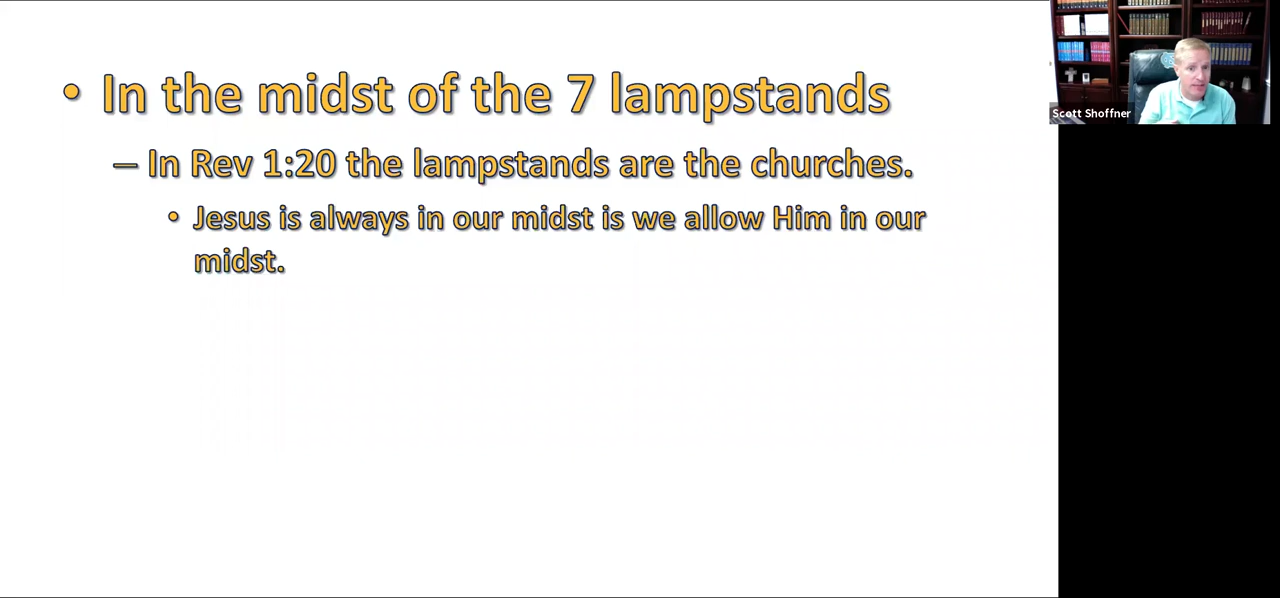 • In the midst of the 7 lampstands
– In Rev 1:20 the lampstands are the churches.
• Jesus is always in our midst is we allow Him in our
midst.
Scott Shoffner